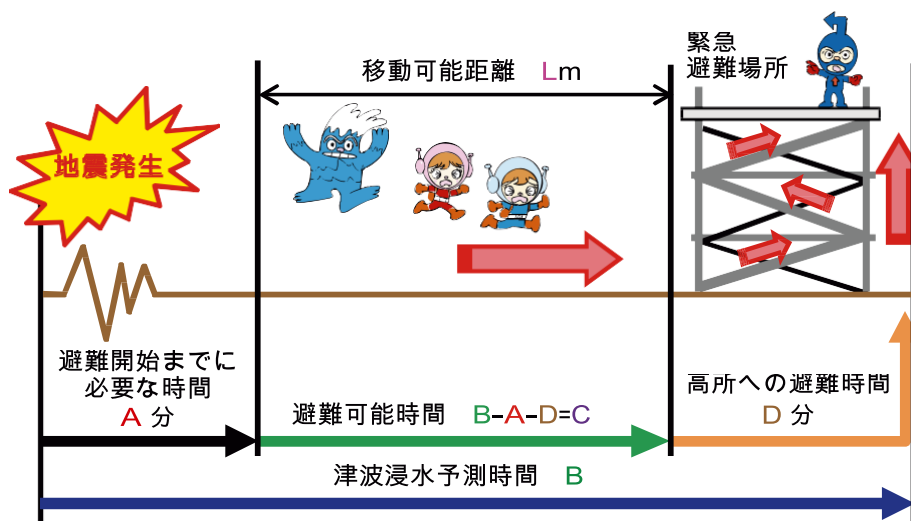 地震発生
移動可能距離 Lm
緊急
避難場所
避難開始までに
必要な時間
A 分
避難可能時間 B-A-D=C
高所への避難時間
D 分
津波浸水予測時間 B